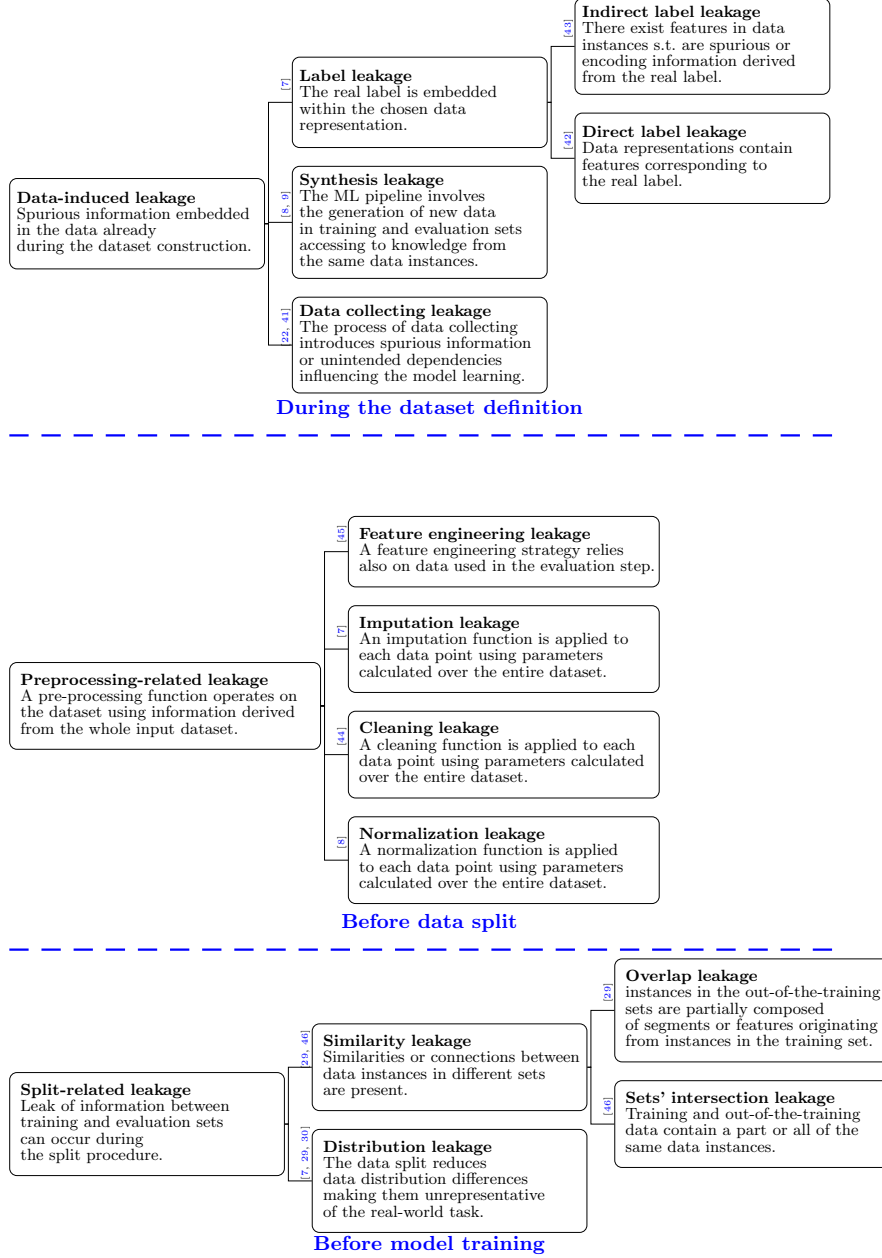 Data-induced leakage
Spurious information embedded
in the data already
during the dataset construction.
[7]
Label leakage
The real label is embedded
within the chosen data
representation.
[43]
Indirect label leakage
There exist features in data
instances s.t. are spurious or
encoding information derived
from the real label.
[42]
Direct label leakage
Data representations contain
features corresponding to
the real label.
[8, 9]
Synthesis leakage
The ML pipeline involves
the generation of new data
in training and evaluation sets
accessing to knowledge from
the same data instances.
[22, 41]
Data collecting leakage
The process of data collecting
introduces spurious information
or unintended dependencies
influencing the model learning.
During the dataset definition
Preprocessing-related leakage
A pre-processing function operates on
the dataset using information derived
from the whole input dataset.
[45]
Feature engineering leakage
A feature engineering strategy relies
also on data used in the evaluation step.
[7]
Imputation leakage
An imputation function is applied to
each data point using parameters
calculated over the entire dataset.
[44]
Cleaning leakage
A cleaning function is applied to each
data point using parameters calculated
over the entire dataset.
[8]
Normalization leakage
A normalization function is applied
to each data point using parameters
calculated over the entire dataset.
Before data split
Split-related leakage
Leak of information between
training and evaluation sets
can occur during
the split procedure.
[29, 46]
Similarity leakage
Similarities or connections between
data instances in different sets
are present.
[29]
Overlap leakage
instances in the out-of-the-training
sets are partially composed
of segments or features originating
from instances in the training set.
[46]
Sets' intersection leakage
Training and out-of-the-training
data contain a part or all of the
same data instances.
[7, 29, 30]
Distribution leakage
The data split reduces
data distribution differences
making them unrepresentative
of the real-world task.
Before model training